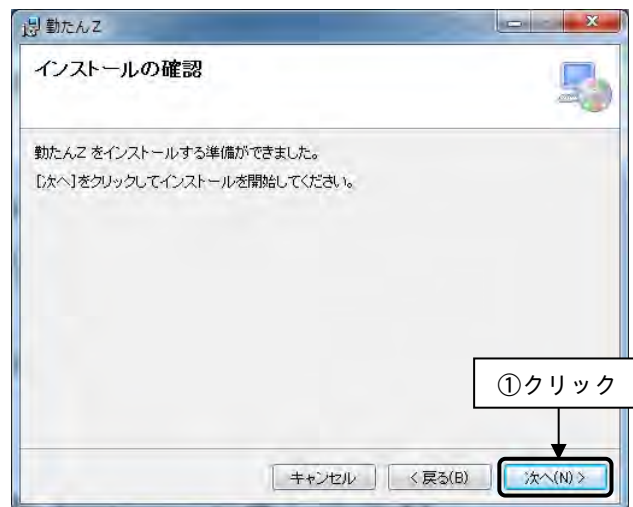 勤たんZ
インストールの確認
勤たんZ をインストールする準備ができました。
[次へ]をクリックしてインストールを開始してください。
①クリック
キャンセル
< 戻る(B)
次へ(N) >